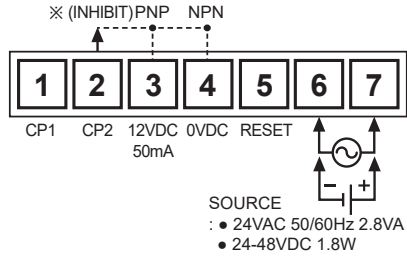 ※ (INHIBIT) PNP NPN
1 2 3 4 5 6 7
CP1 CP2 12VDC 0VDC RESET
50mA
− +
SOURCE
: ● 24VAC 50/60Hz 2.8VA
● 24-48VDC 1.8W